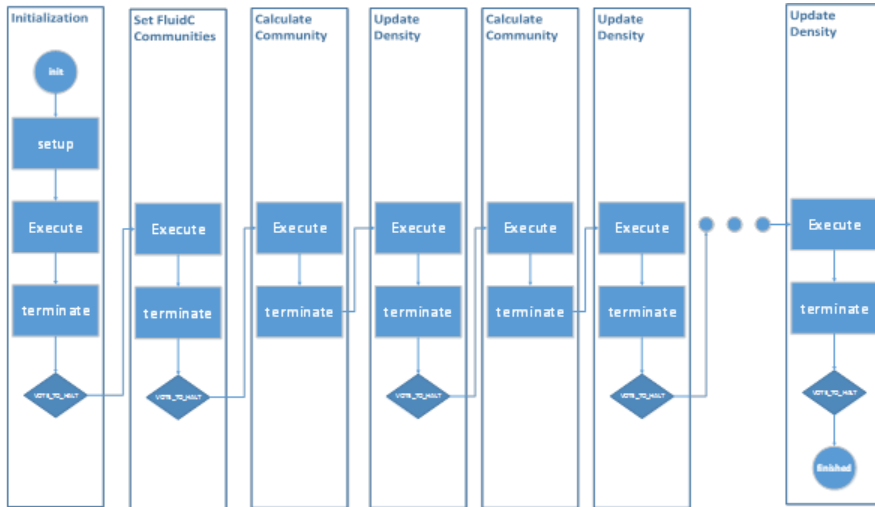 Initialization
init
setup
Execute
terminate
VOTE_TO_HALT
Set FluidC
Communities
Execute
terminate
VOTE_TO_HALT
Calculate
Community
Execute
terminate
Update
Density
Execute
terminate
VOTE_TO_HALT
Calculate
Community
Execute
terminate
Update
Density
Execute
terminate
VOTE_TO_HALT
Update
Density
Execute
terminate
VOTE_TO_HALT
finished